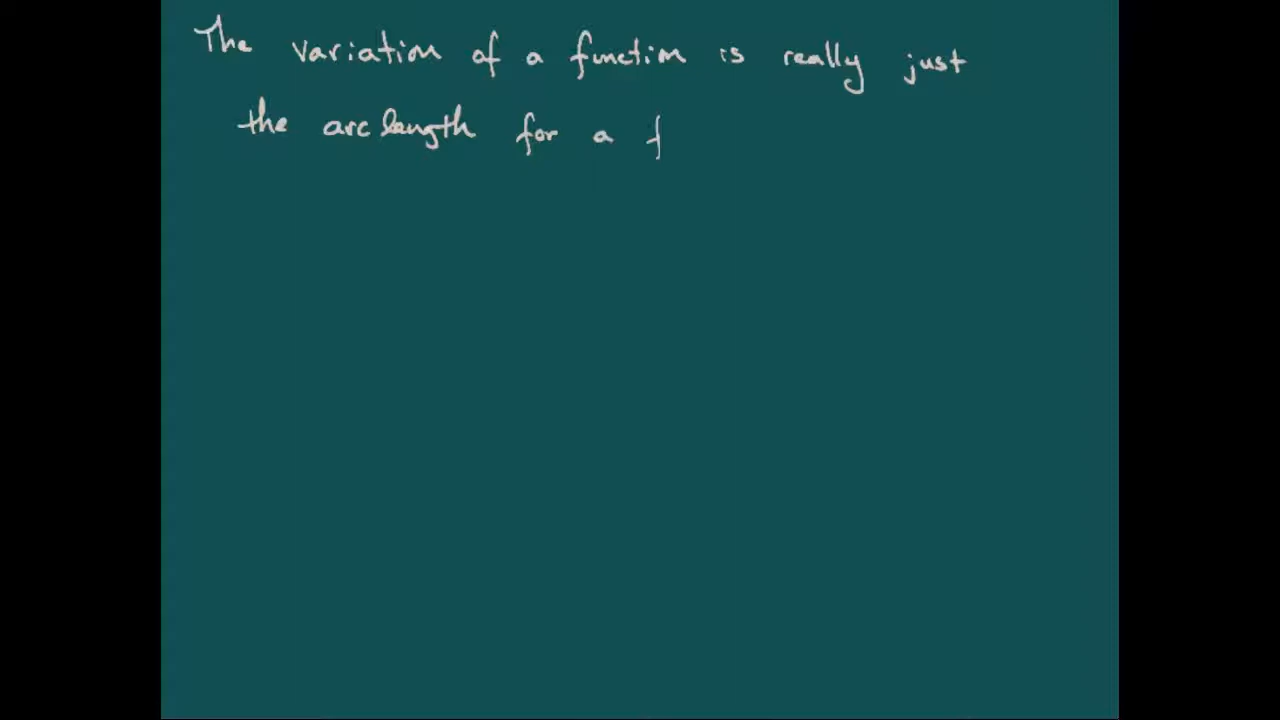 The variation of a function is really just
the arc length for a f